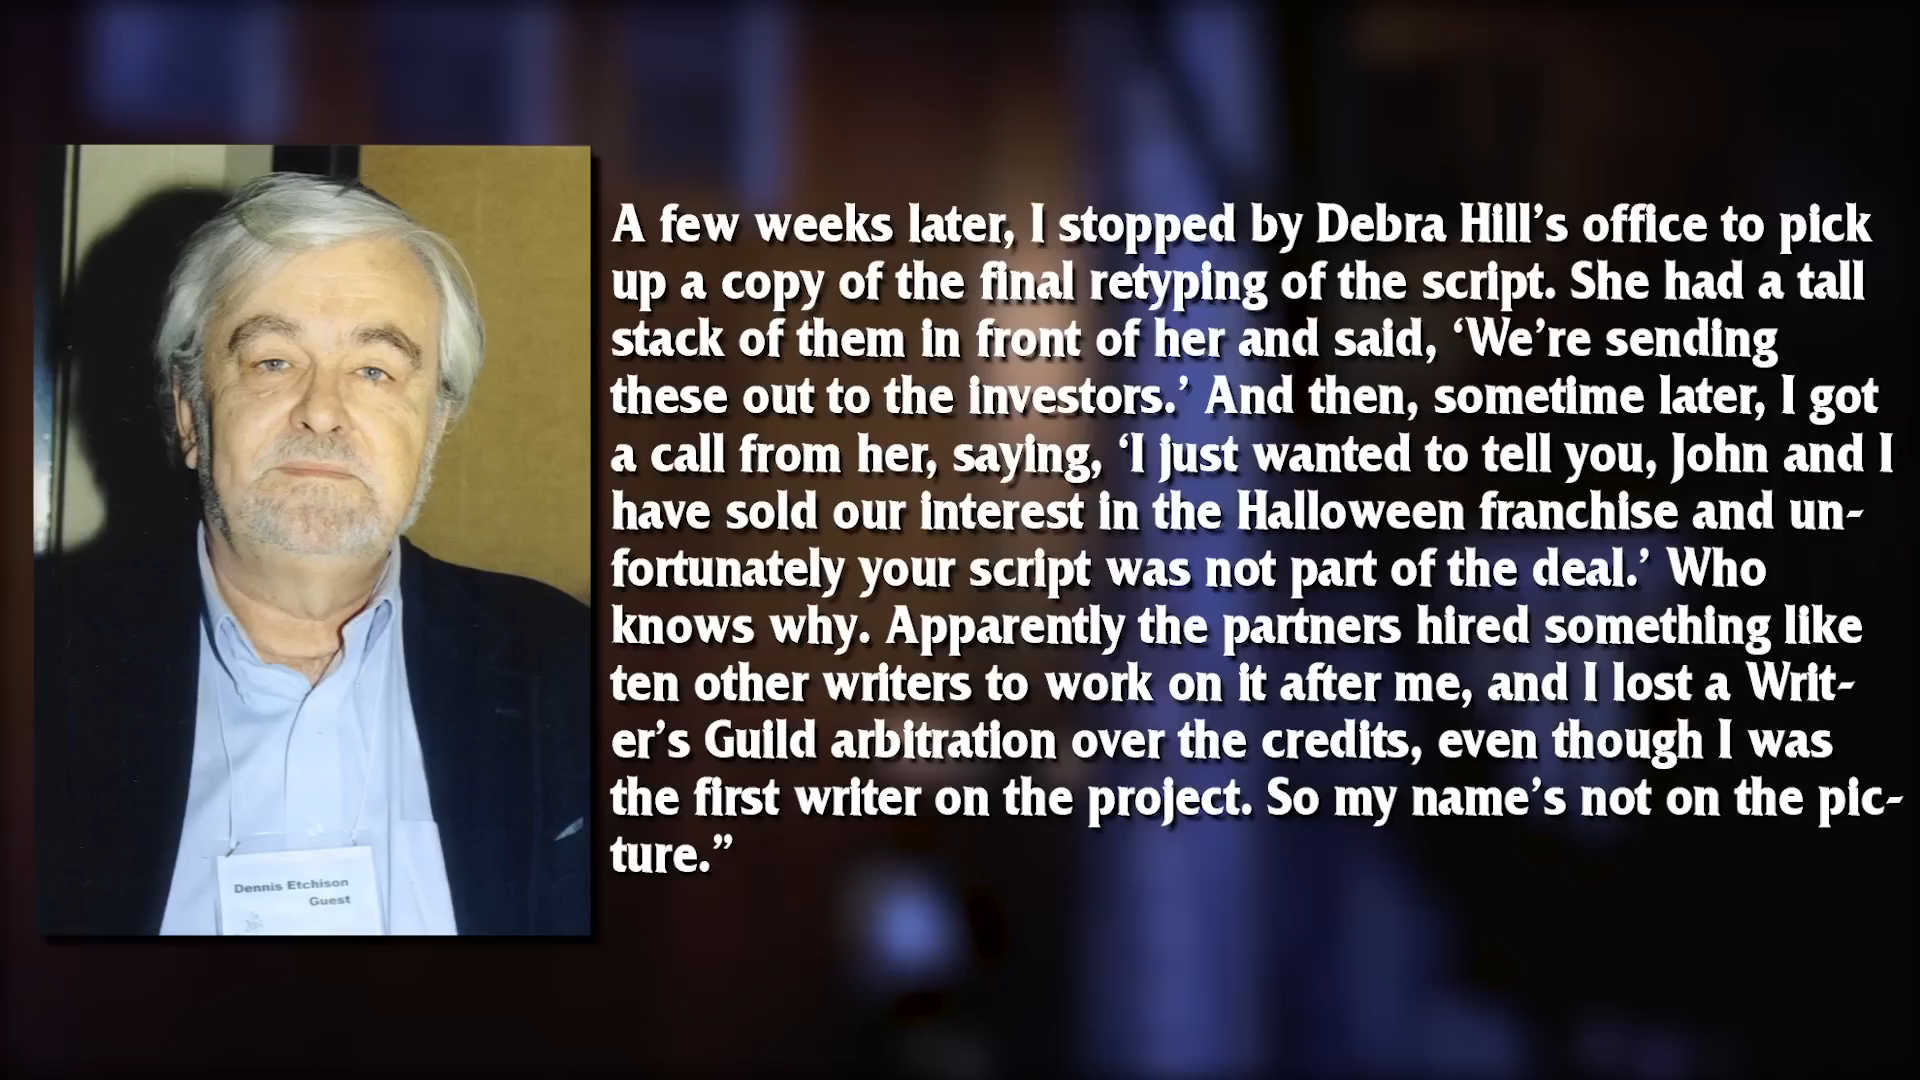 A few weeks later, I stopped by Debra Hill’s office to pick
up a copy of the final retyping of the script. She had a tall
stack of them in front of her and said, ‘We’re sending
these out to the investors.’ And then, sometime later, I got
a call from her, saying, ‘I just wanted to tell you, John and I
have sold our interest in the Halloween franchise and un-
fortunately your script was not part of the deal.’ Who
knows why. Apparently the partners hired something like
ten other writers to work on it after me, and I lost a Writ-
er’s Guild arbitration over the credits, even though I was
the first writer on the project. So my name’s not on the pic-
ture.”
Dennis Etchison
Guest